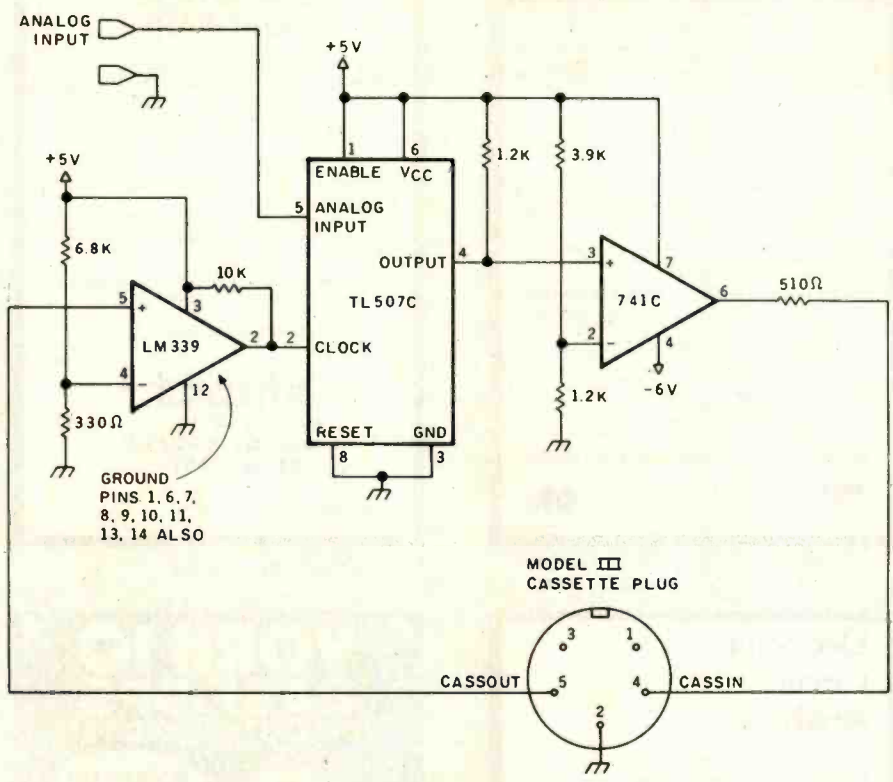 ANALOG
INPUT
+5V
+5V
6.8K
330Ω
5
+
4
−
LM339
3
12
2
10K
GROUND
PINS 1, 6, 7,
8, 9, 10, 11,
13, 14 ALSO
1
ENABLE
6
VCC
5
ANALOG
INPUT
OUTPUT
4
TL507C
2
CLOCK
RESET
GND
8
3
1.2K
3.9K
1.2K
3
+
2
−
741C
7
6
4
-6V
510Ω
MODEL III
CASSETTE PLUG
3
1
CASSOUT
5
4
CASSIN
2